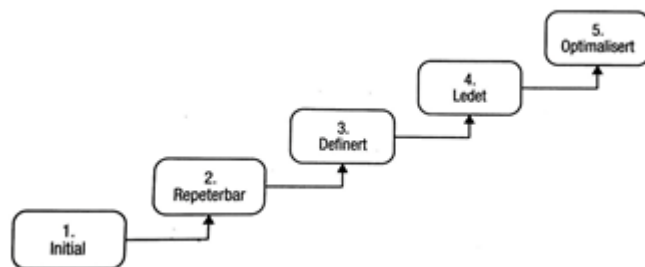 5.
Optimalisert
4.
Ledet
3.
Definert
2.
Repeterbar
1.
Initial